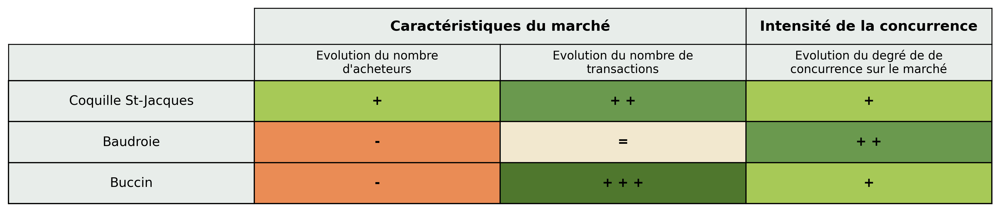 Caractéristiques du marché
Intensité de la concurrence
Evolution du nombre
d'acheteurs
Evolution du nombre de
transactions
Evolution du degré de de
concurrence sur le marché
Coquille St-Jacques
+
+ +
+
Baudroie
-
=
+ +
Buccin
-
+ + +
+